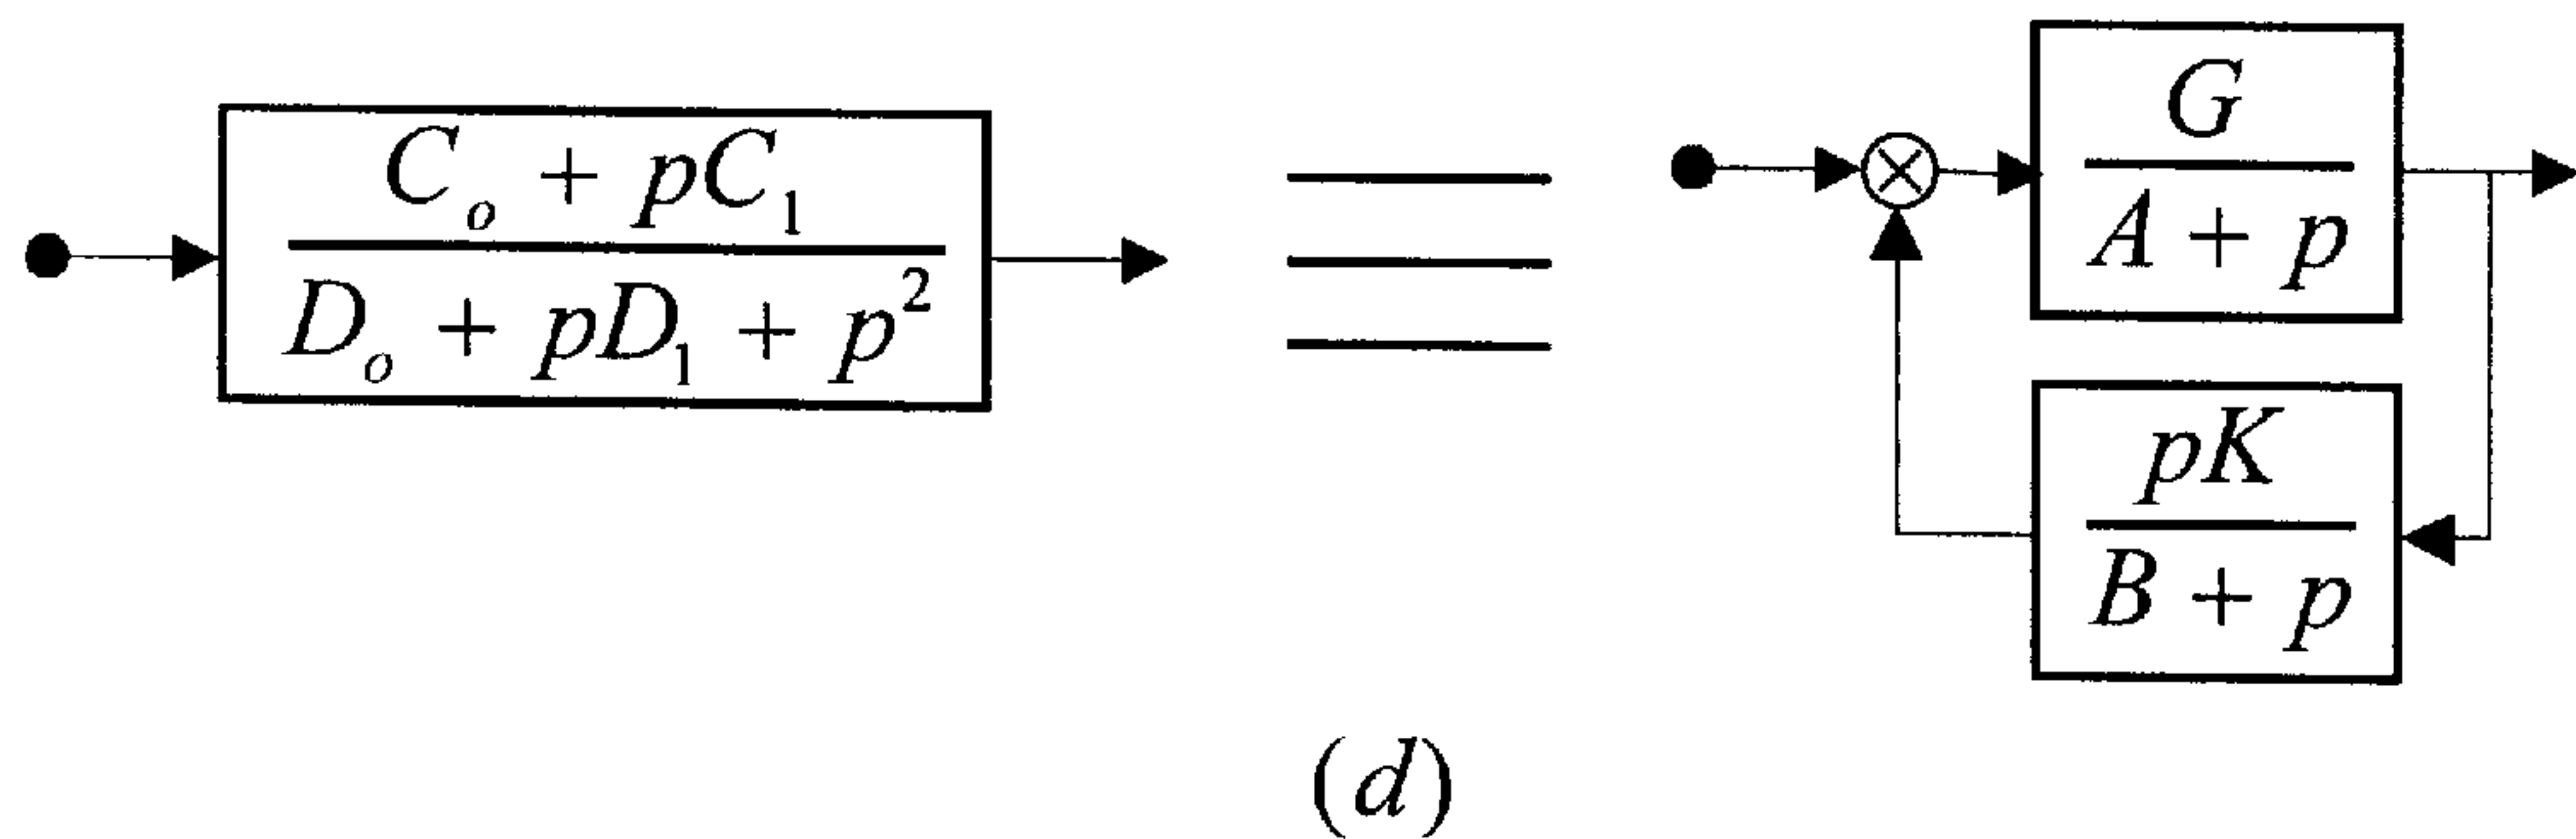 C_o + pC_1
D_o + pD_1 + p^2
G
A + p
pK
B + p
(d)